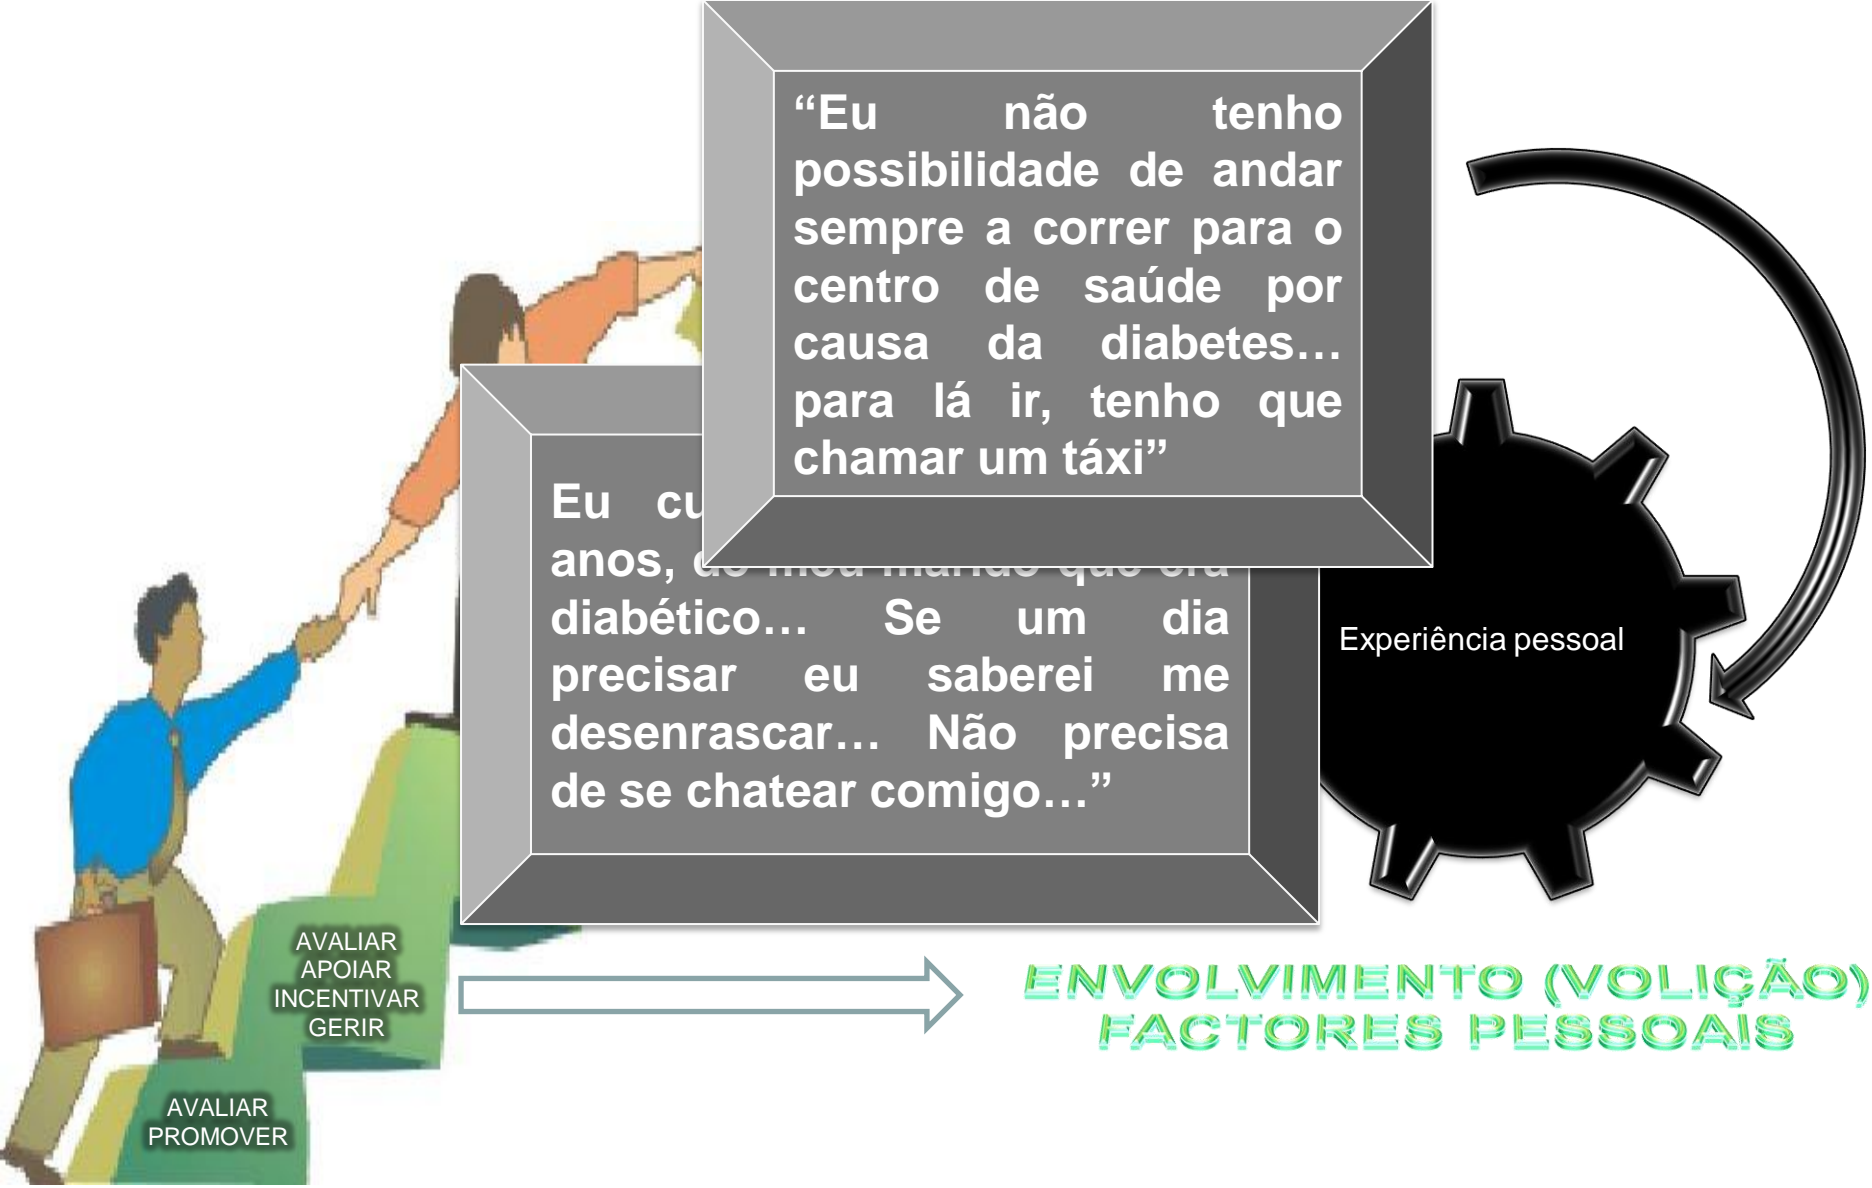 “Eu não tenho
possibilidade de andar
sempre a correr para o
centro de saúde por
causa da diabetes…
para lá ir, tenho que
chamar um táxi”
Eu
anos,
diabético… Se um dia
precisar eu saberei me
desenrascar… Não precisa
de se chatear comigo…”
Experiência pessoal
AVALIAR
APOIAR
INCENTIVAR
GERIR
ENVOLVIMENTO (VOLIÇÃO)
FACTORES PESSOAIS
AVALIAR
PROMOVER